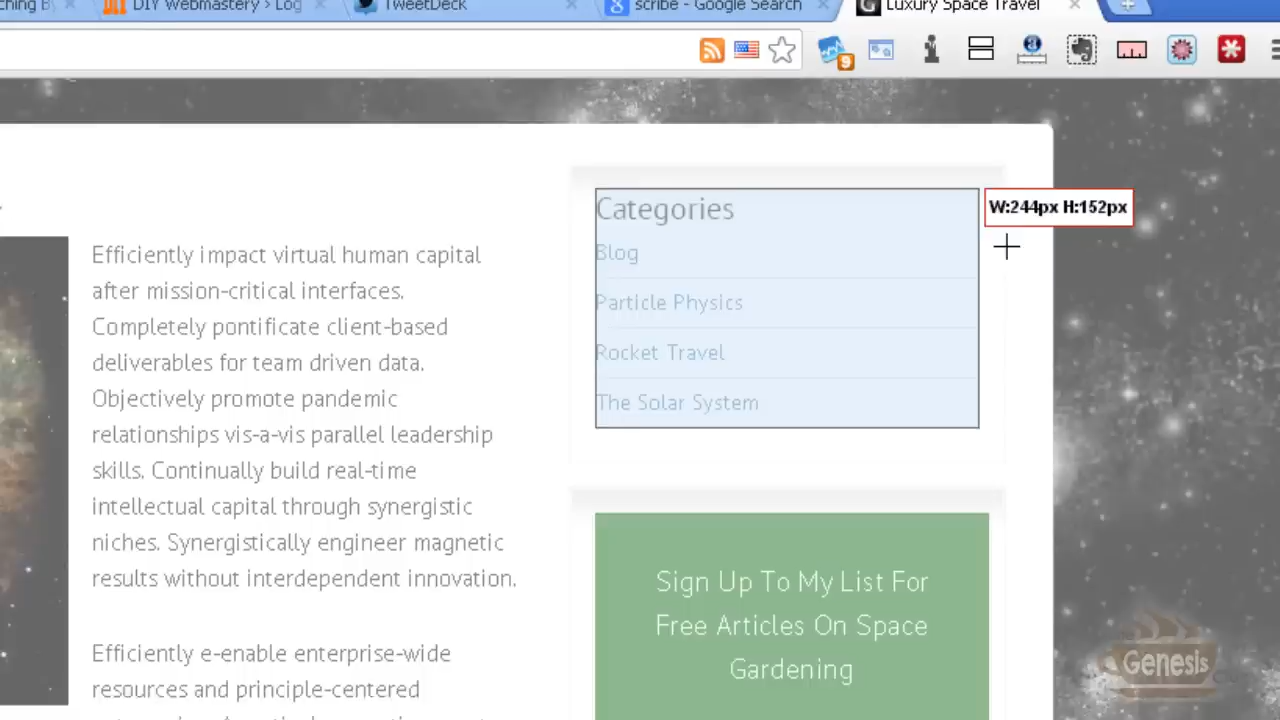 DIY Webmastery › Log
TweetDeck
scribe - Google Search
Luxury Space Travel
9
Categories
W:244px H:152px
Blog
Particle Physics
Rocket Travel
The Solar System
Efficiently impact virtual human capital
after mission-critical interfaces.
Completely pontificate client-based
deliverables for team driven data.
Objectively promote pandemic
relationships vis-a-vis parallel leadership
skills. Continually build real-time
intellectual capital through synergistic
niches. Synergistically engineer magnetic
results without interdependent innovation.
Efficiently e-enable enterprise-wide
resources and principle-centered
Sign Up To My List For
Free Articles On Space
Gardening
Genesis